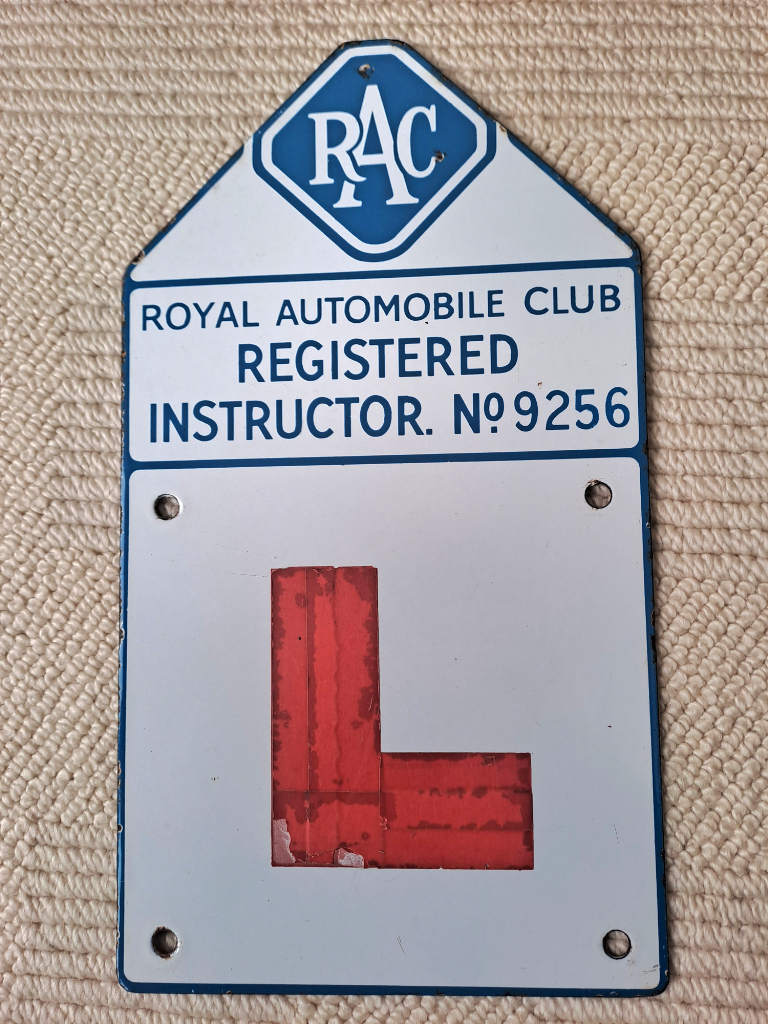 RAC
ROYAL AUTOMOBILE CLUB
REGISTERED
INSTRUCTOR. Nº 9256
L